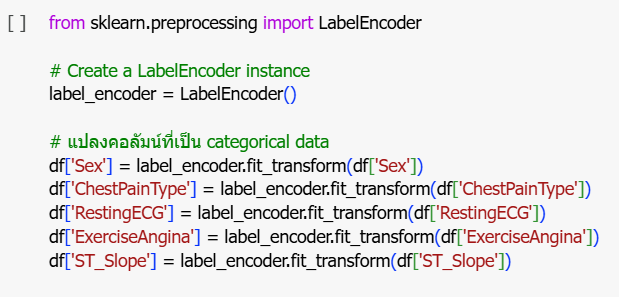 [ ] from sklearn.preprocessing import LabelEncoder
# Create a LabelEncoder instance
label_encoder = LabelEncoder()
# แปลงคอลัมน์ที่เป็น categorical data
df['Sex'] = label_encoder.fit_transform(df['Sex'])
df['ChestPainType'] = label_encoder.fit_transform(df['ChestPainType'])
df['RestingECG'] = label_encoder.fit_transform(df['RestingECG'])
df['ExerciseAngina'] = label_encoder.fit_transform(df['ExerciseAngina'])
df['ST_Slope'] = label_encoder.fit_transform(df['ST_Slope'])